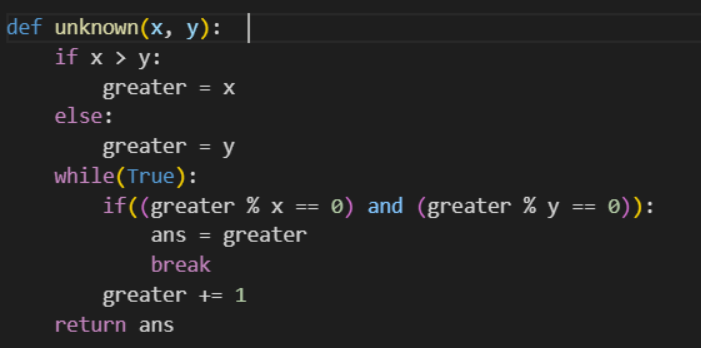 def unknown(x, y):
    if x > y:
        greater = x
    else:
        greater = y
    while(True):
        if((greater % x == 0) and (greater % y == 0)):
            ans = greater
            break
        greater += 1
    return ans